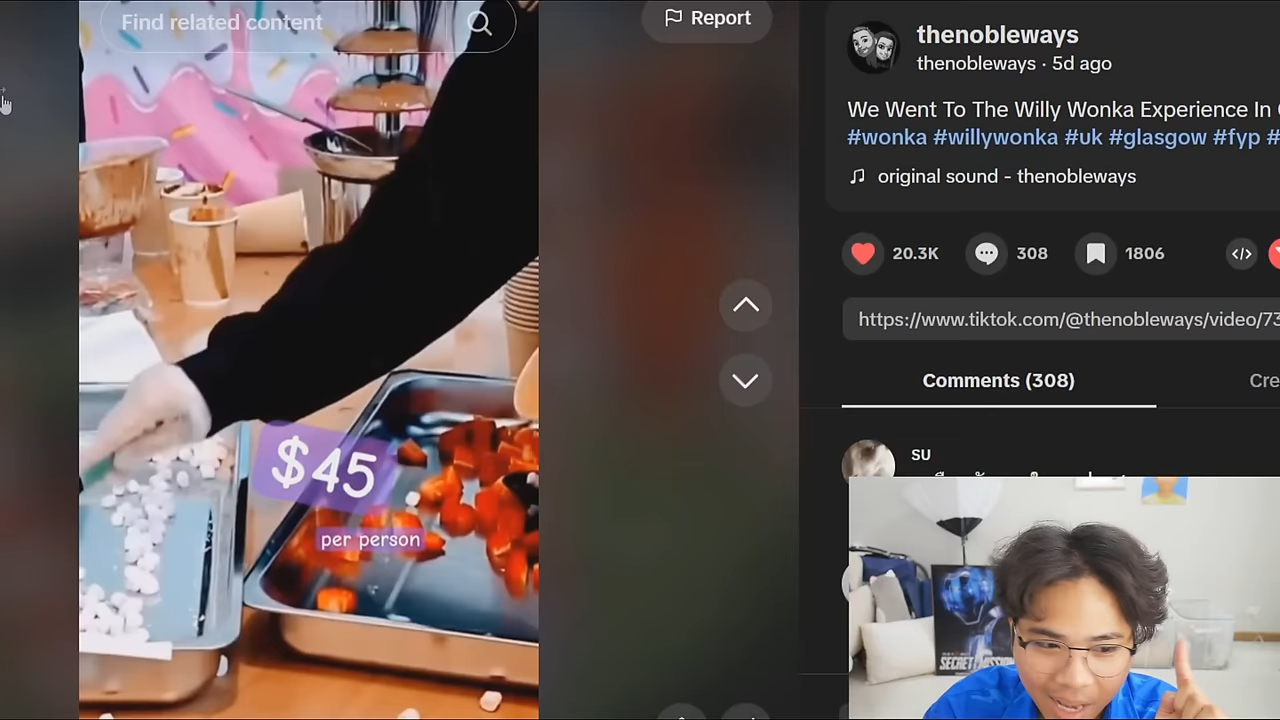 Find related content
Report
thenobleways
thenobleways · 5d ago
We Went To The Willy Wonka Experience In
#wonka #willywonka #uk #glasgow #fyp #
original sound - thenobleways
20.3K
308
1806
https://www.tiktok.com/@thenobleways/video/73
Comments (308)
Cre
SU
$45
per person
SECRET